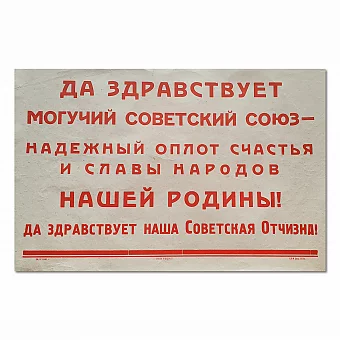 ДА ЗДРАВСТВУЕТ
МОГУЧИЙ СОВЕТСКИЙ СОЮЗ–
НАДЕЖНЫЙ ОПЛОТ СЧАСТЬЯ
И СЛАВЫ НАРОДОВ
НАШЕЙ РОДИНЫ!
ДА ЗДРАВСТВУЕТ НАША СОВЕТСКАЯ ОТЧИЗНА!